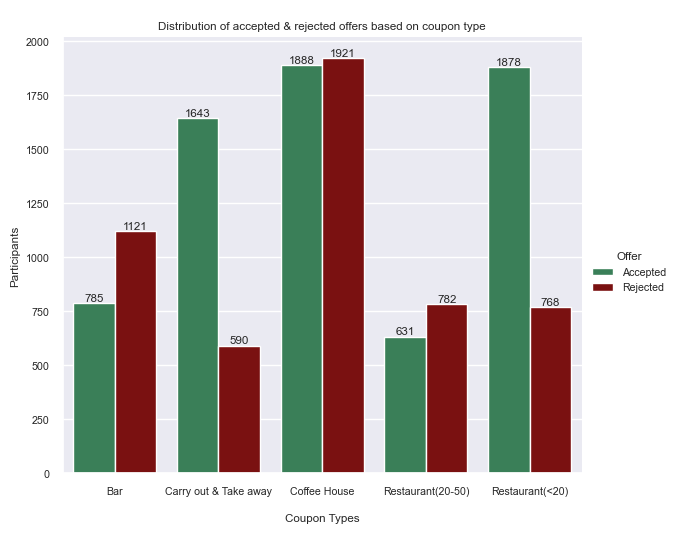 Distribution of accepted & rejected offers based on coupon type
2000
1750
1500
1250
1000
750
500
250
0
Participants
785
1121
1643
590
1888
1921
631
782
1878
768
Bar
Carry out & Take away
Coffee House
Restaurant(20-50)
Restaurant(<20)
Coupon Types
Offer
Accepted
Rejected